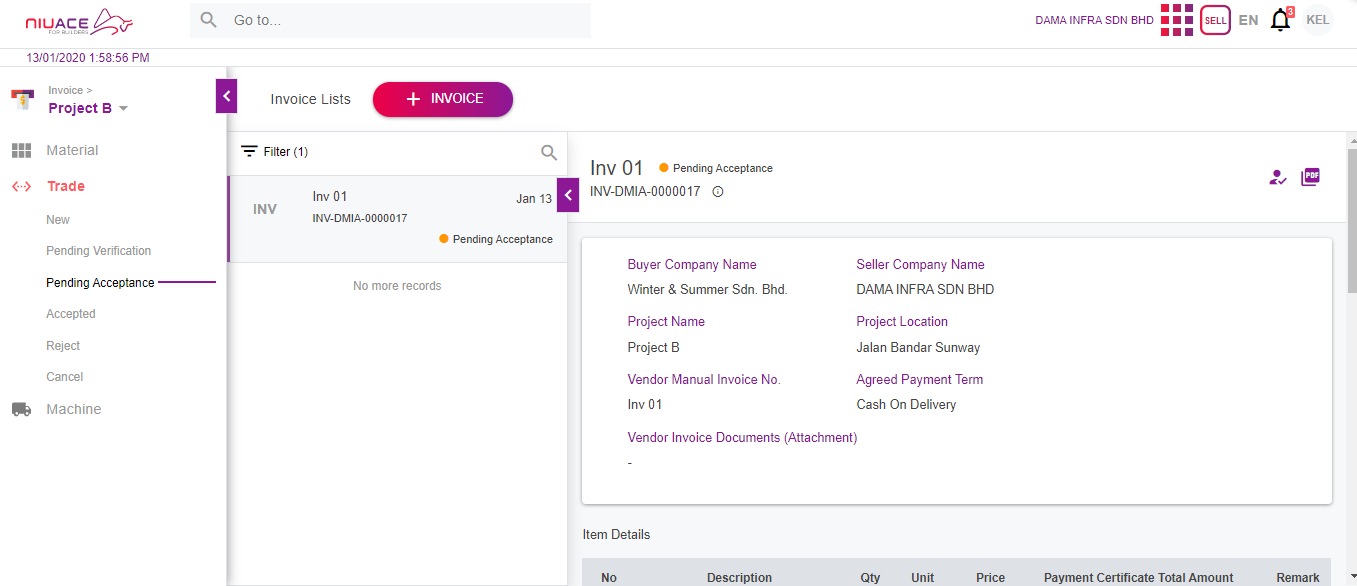 NIUACE
FOR BUILDERS
Go to...
DAMA INFRA SDN BHD
SELL
EN
3
KEL
13/01/2020 1:58:56 PM
Invoice >
Project B
Material
Trade
New
Pending Verification
Pending Acceptance
Accepted
Reject
Cancel
Machine
Invoice Lists
+ INVOICE
Filter (1)
INV
Inv 01
Jan 13
INV-DMIA-0000017
Pending Acceptance
No more records
Inv 01
Pending Acceptance
INV-DMIA-0000017
PDF
Buyer Company Name
Seller Company Name
Winter & Summer Sdn. Bhd.
DAMA INFRA SDN BHD
Project Name
Project Location
Project B
Jalan Bandar Sunway
Vendor Manual Invoice No.
Agreed Payment Term
Inv 01
Cash On Delivery
Vendor Invoice Documents (Attachment)
-
Item Details
No Description Qty Unit Price Payment Certificate Total Amount Remark